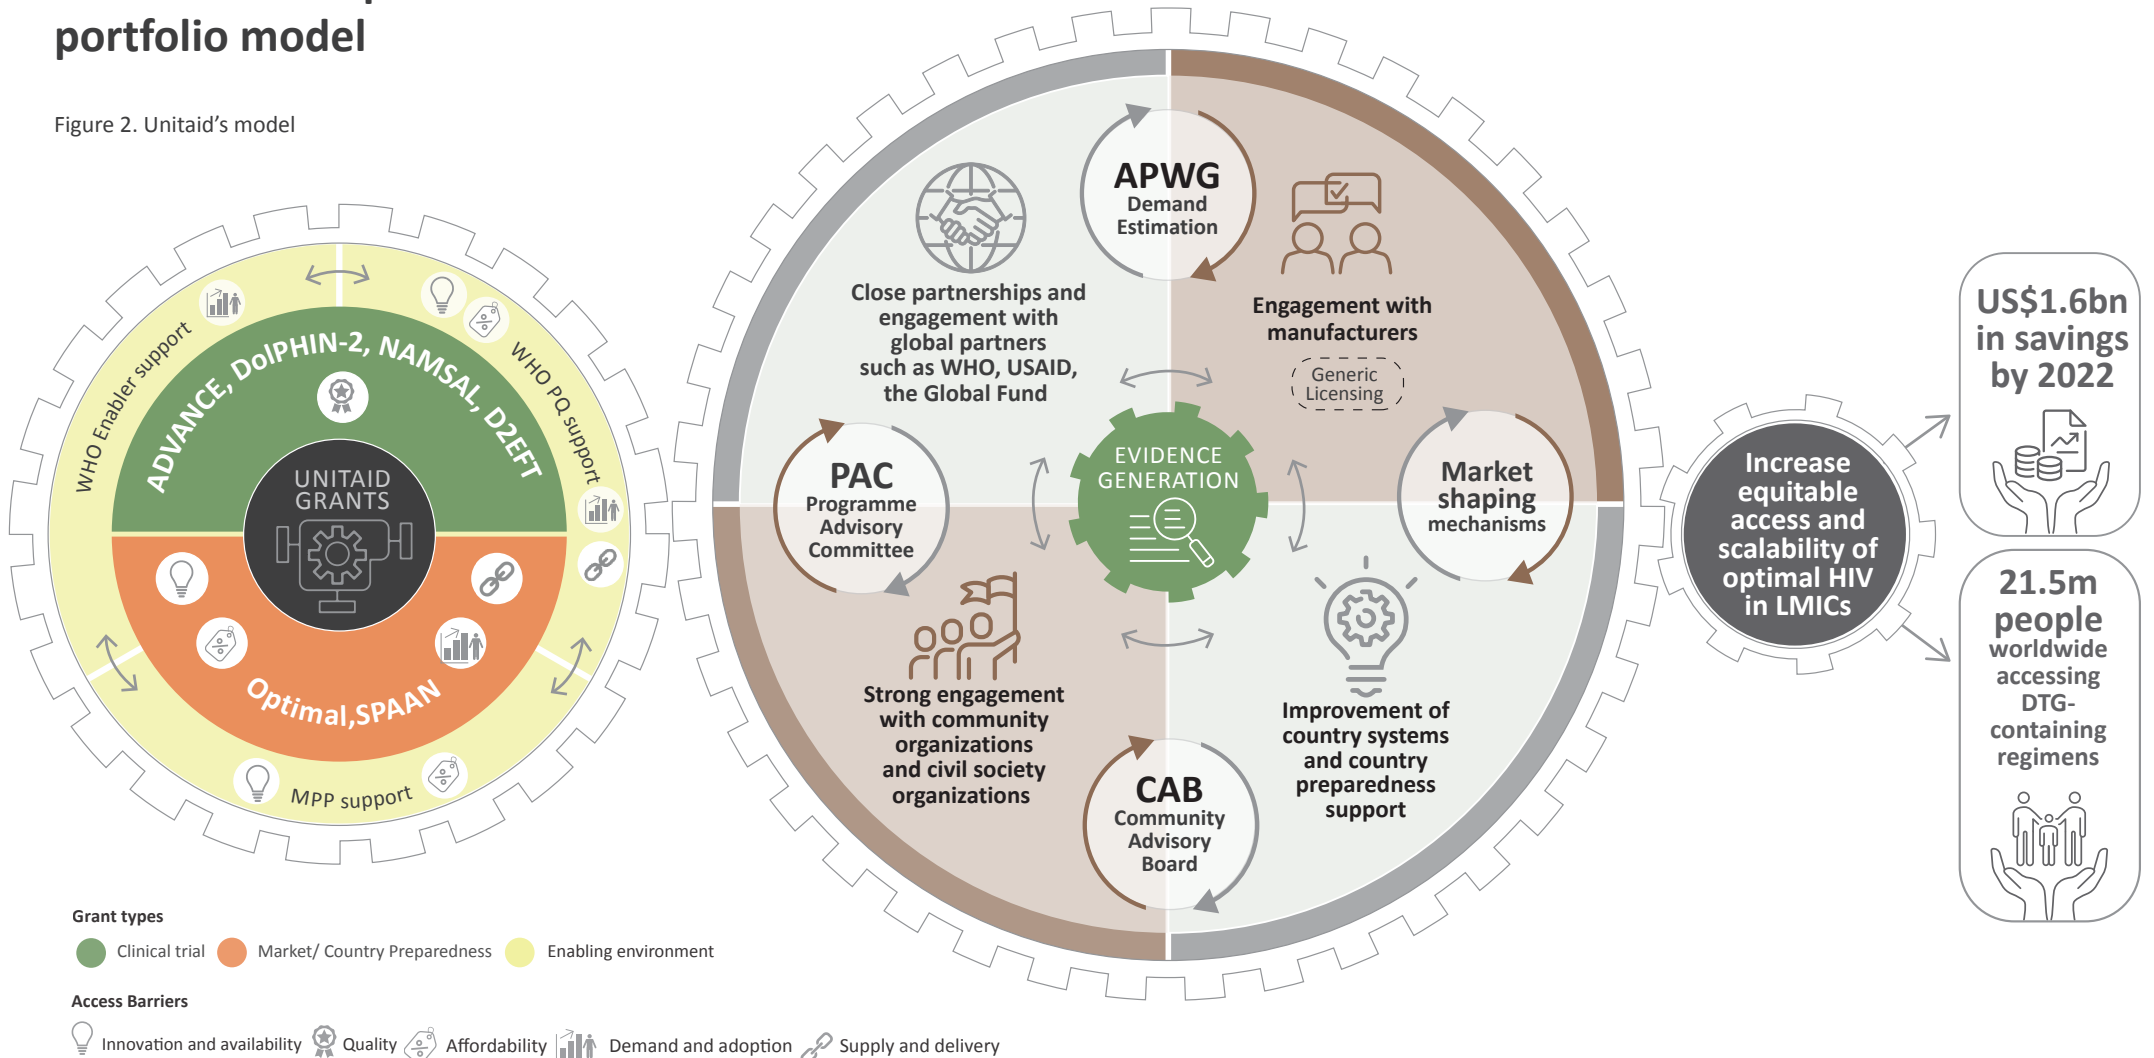 portfolio model
Figure 2. Unitaid's model
WHO Enabler support
WHO PQ support
ADVANCE, DolPHIN-2, NAMSAL, D2EFT
UNITAID
GRANTS
Optimal,SPAAN
MPP support
Grant types
Clinical trial
Market/ Country Preparedness
Enabling environment
Access Barriers
Innovation and availability
Quality
Affordability
Demand and adoption
Supply and delivery
APWG
Demand
Estimation
Close partnerships and
engagement with
global partners
such as WHO, USAID,
the Global Fund
Engagement with
manufacturers
Generic
Licensing
PAC
Programme
Advisory
Committee
EVIDENCE
GENERATION
Market
shaping
mechanisms
Strong engagement
with community
organizations
and civil society
organizations
Improvement of
country systems
and country
preparedness
support
CAB
Community
Advisory
Board
Increase
equitable
access and
scalability of
optimal HIV
in LMICs
US$1.6bn
in savings
by 2022
21.5m
people
worldwide
accessing
DTG-
containing
regimens